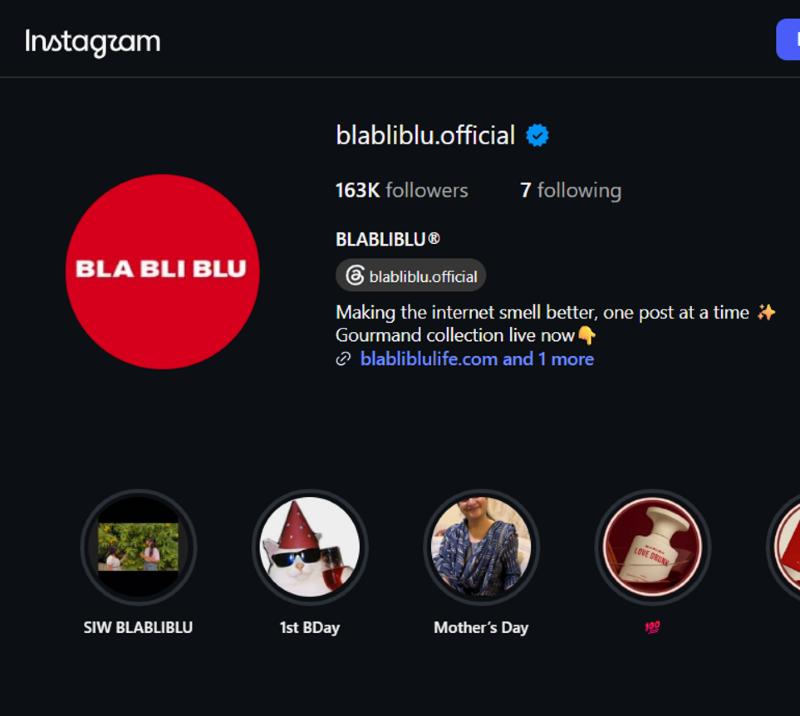 Instagram
blabliblu.official
163K followers 7 following
BLABLIBLU®
blabliblu.official
BLA BLI BLU
Making the internet smell better, one post at a time ✨
Gourmand collection live now👇
blabliblulife.com and 1 more
LOVE DRUNK
SIW BLABLIBLU
1st BDay
Mother’s Day
💯